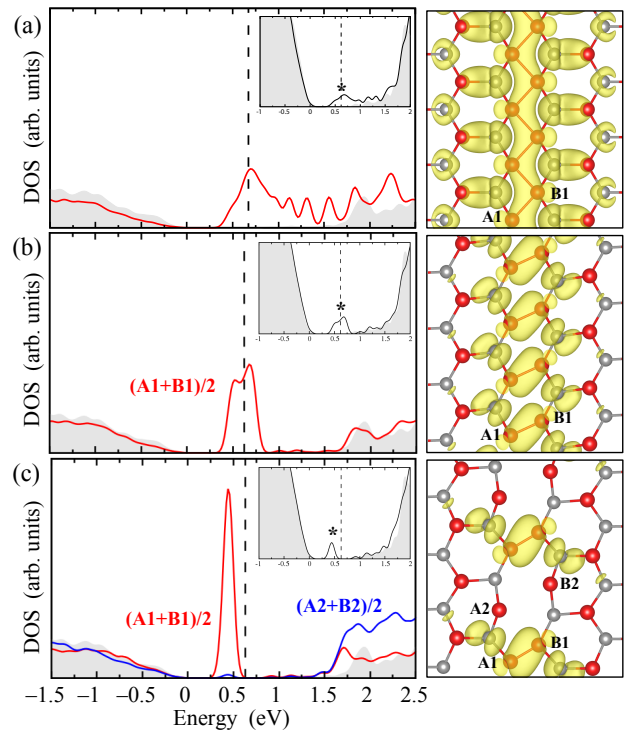 (a)
DOS (arb. units)
*
-1 -0.5 0 0.5 1 1.5 2
A1 B1
(b)
DOS (arb. units)
(A1+B1)/2
*
-1 -0.5 0 0.5 1 1.5 2
A1 B1
(c)
DOS (arb. units)
(A1+B1)/2
(A2+B2)/2
*
-1 -0.5 0 0.5 1 1.5 2
−1.5 −1 −0.5 0 0.5 1 1.5 2 2.5
Energy (eV)
B2
A2
A1 B1